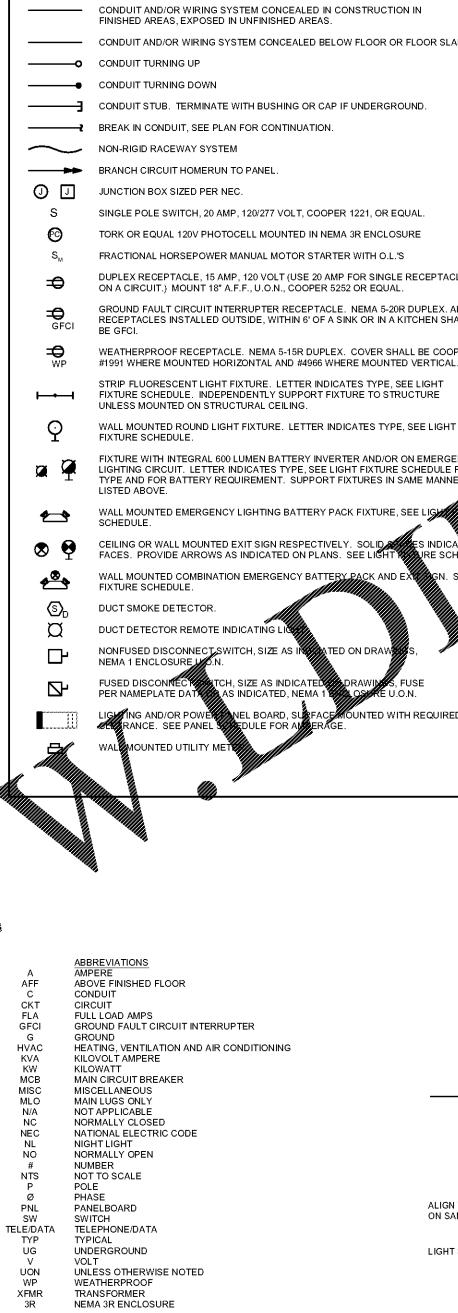 CONDUIT AND/OR WIRING SYSTEM CONCEALED IN CONSTRUCTION IN
FINISHED AREAS, EXPOSED IN UNFINISHED AREAS.
CONDUIT AND/OR WIRING SYSTEM CONCEALED BELOW FLOOR OR FLOOR SLA
CONDUIT TURNING UP
CONDUIT TURNING DOWN
CONDUIT STUB. TERMINATE WITH BUSHING OR CAP IF UNDERGROUND.
BREAK IN CONDUIT, SEE PLAN FOR CONTINUATION.
NON-RIGID RACEWAY SYSTEM
BRANCH CIRCUIT HOMERUN TO PANEL.
J J JUNCTION BOX SIZED PER NEC.
S SINGLE POLE SWITCH, 20 AMP, 120/277 VOLT, COOPER 1221, OR EQUAL.
PC TORK OR EQUAL 120V PHOTOCELL MOUNTED IN NEMA 3R ENCLOSURE
SM FRACTIONAL HORSEPOWER MANUAL MOTOR STARTER WITH O.L.'S
DUPLEX RECEPTACLE, 15 AMP, 120 VOLT (USE 20 AMP FOR SINGLE RECEPTACL
ON A CIRCUIT.) MOUNT 18" A.F.F., U.O.N., COOPER 5252 OR EQUAL.
GROUND FAULT CIRCUIT INTERRUPTER RECEPTACLE. NEMA 5-20R DUPLEX. A
GFCI RECEPTACLES INSTALLED OUTSIDE, WITHIN 6' OF A SINK OR IN A KITCHEN SHA
BE GFCI.
WEATHERPROOF RECEPTACLE. NEMA 5-15R DUPLEX. COVER SHALL BE COOP
WP #1991 WHERE MOUNTED HORIZONTAL AND #4966 WHERE MOUNTED VERTICAL.
STRIP FLUORESCENT LIGHT FIXTURE. LETTER INDICATES TYPE, SEE LIGHT
FIXTURE SCHEDULE. INDEPENDENTLY SUPPORT FIXTURE TO STRUCTURE
UNLESS MOUNTED ON STRUCTURAL CEILING.
WALL MOUNTED ROUND LIGHT FIXTURE. LETTER INDICATES TYPE, SEE LIGHT
FIXTURE SCHEDULE.
FIXTURE WITH INTEGRAL 600 LUMEN BATTERY INVERTER AND/OR ON EMERGE
LIGHTING CIRCUIT. LETTER INDICATES TYPE, SEE LIGHT FIXTURE SCHEDULE F
TYPE AND FOR BATTERY REQUIREMENT. SUPPORT FIXTURES IN SAME MANNE
LISTED ABOVE.
WALL MOUNTED EMERGENCY LIGHTING BATTERY PACK FIXTURE, SEE LIGHT
SCHEDULE.
CEILING OR WALL MOUNTED EXIT SIGN RESPECTIVELY. SOLID INDICA
FACES. PROVIDE ARROWS AS INDICATED ON PLANS. SEE LIGHT FIXTURE SCH
WALL MOUNTED COMBINATION EMERGENCY BATTERY PACK AND EXIT SIGN. S
FIXTURE SCHEDULE.
S D DUCT SMOKE DETECTOR.
DUCT DETECTOR REMOTE INDICATING LIGHT.
NONFUSED DISCONNECT SWITCH, SIZE AS INDICATED ON DRAWINGS,
NEMA 1 ENCLOSURE U.O.N.
FUSED DISCONNECT SWITCH, SIZE AS INDICATED ON DRAWINGS, FUSE
PER NAMEPLATE DATA OR AS INDICATED, NEMA 1 ENCLOSURE U.O.N.
LIGHTING AND/OR POWER PANEL BOARD, SURFACE MOUNTED WITH REQUIRED
CLEARANCE. SEE PANEL SCHEDULE FOR AMPERAGE.
WALL MOUNTED UTILITY METER
W.LDI
ABBREVIATIONS
A AMPERE
AFF ABOVE FINISHED FLOOR
C CONDUIT
CKT CIRCUIT
FLA FULL LOAD AMPS
GFCI GROUND FAULT CIRCUIT INTERRUPTER
G GROUND
HVAC HEATING, VENTILATION AND AIR CONDITIONING
KVA KILOVOLT AMPERE
KW KILOWATT
MCB MAIN CIRCUIT BREAKER
MISC MISCELLANEOUS
MLO MAIN LUGS ONLY
N/A NOT APPLICABLE
NC NORMALLY CLOSED
NEC NATIONAL ELECTRIC CODE
NL NIGHT LIGHT
NO NORMALLY OPEN
# NUMBER
NTS NOT TO SCALE
P POLE
Ø PHASE
PNL PANELBOARD
SW SWITCH
TELE/DATA TELEPHONE/DATA
TYP TYPICAL
UG UNDERGROUND
V VOLT
UON UNLESS OTHERWISE NOTED
WP WEATHERPROOF
XFMR TRANSFORMER
3R NEMA 3R ENCLOSURE
ALIGN
ON SA
LIGHT